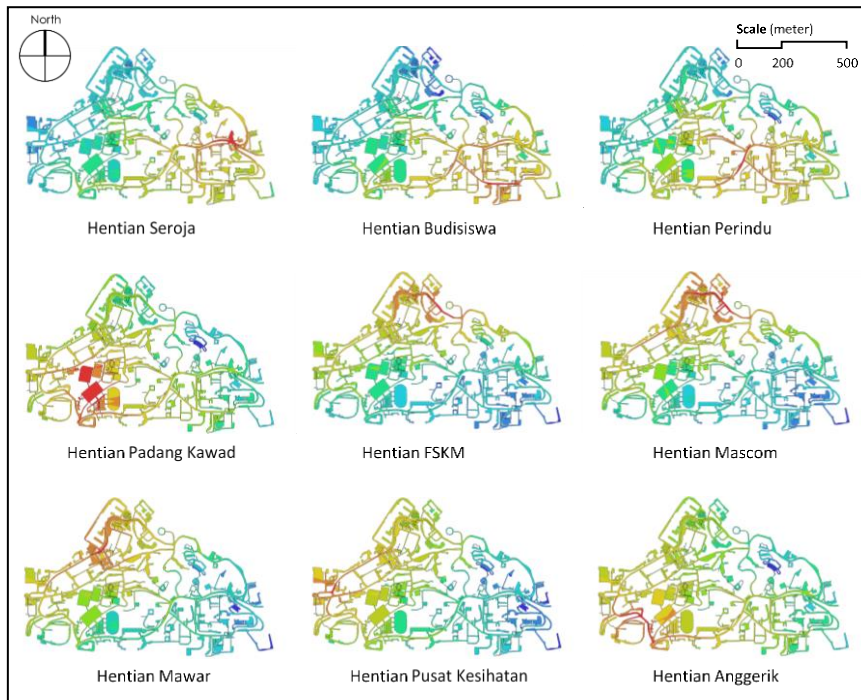 North
Scale (meter)
0 200 500
Hentian Seroja
Hentian Budisiswa
Hentian Perindu
Hentian Padang Kawad
Hentian FSKM
Hentian Mascom
Hentian Mawar
Hentian Pusat Kesihatan
Hentian Anggerik